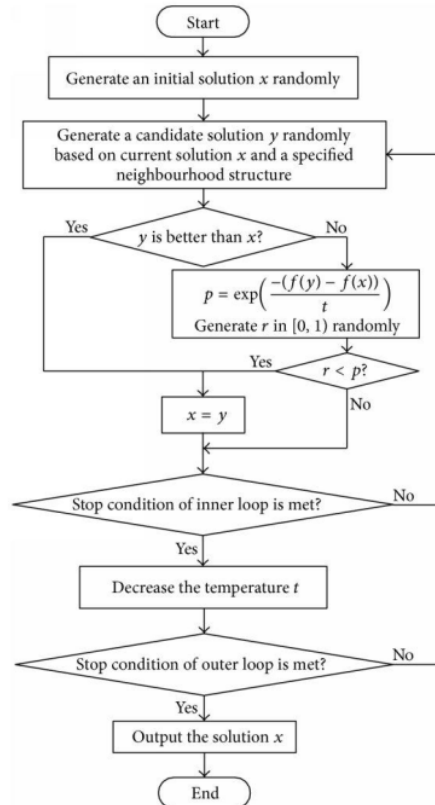 Start
Generate an initial solution x randomly
Generate a candidate solution y randomly
based on current solution x and a specified
neighbourhood structure
Yes
y is better than x?
No
p = exp(−(f(y) − f(x))/t)
Generate r in [0, 1) randomly
Yes
r < p?
No
x = y
Stop condition of inner loop is met?
No
Yes
Decrease the temperature t
Stop condition of outer loop is met?
No
Yes
Output the solution x
End